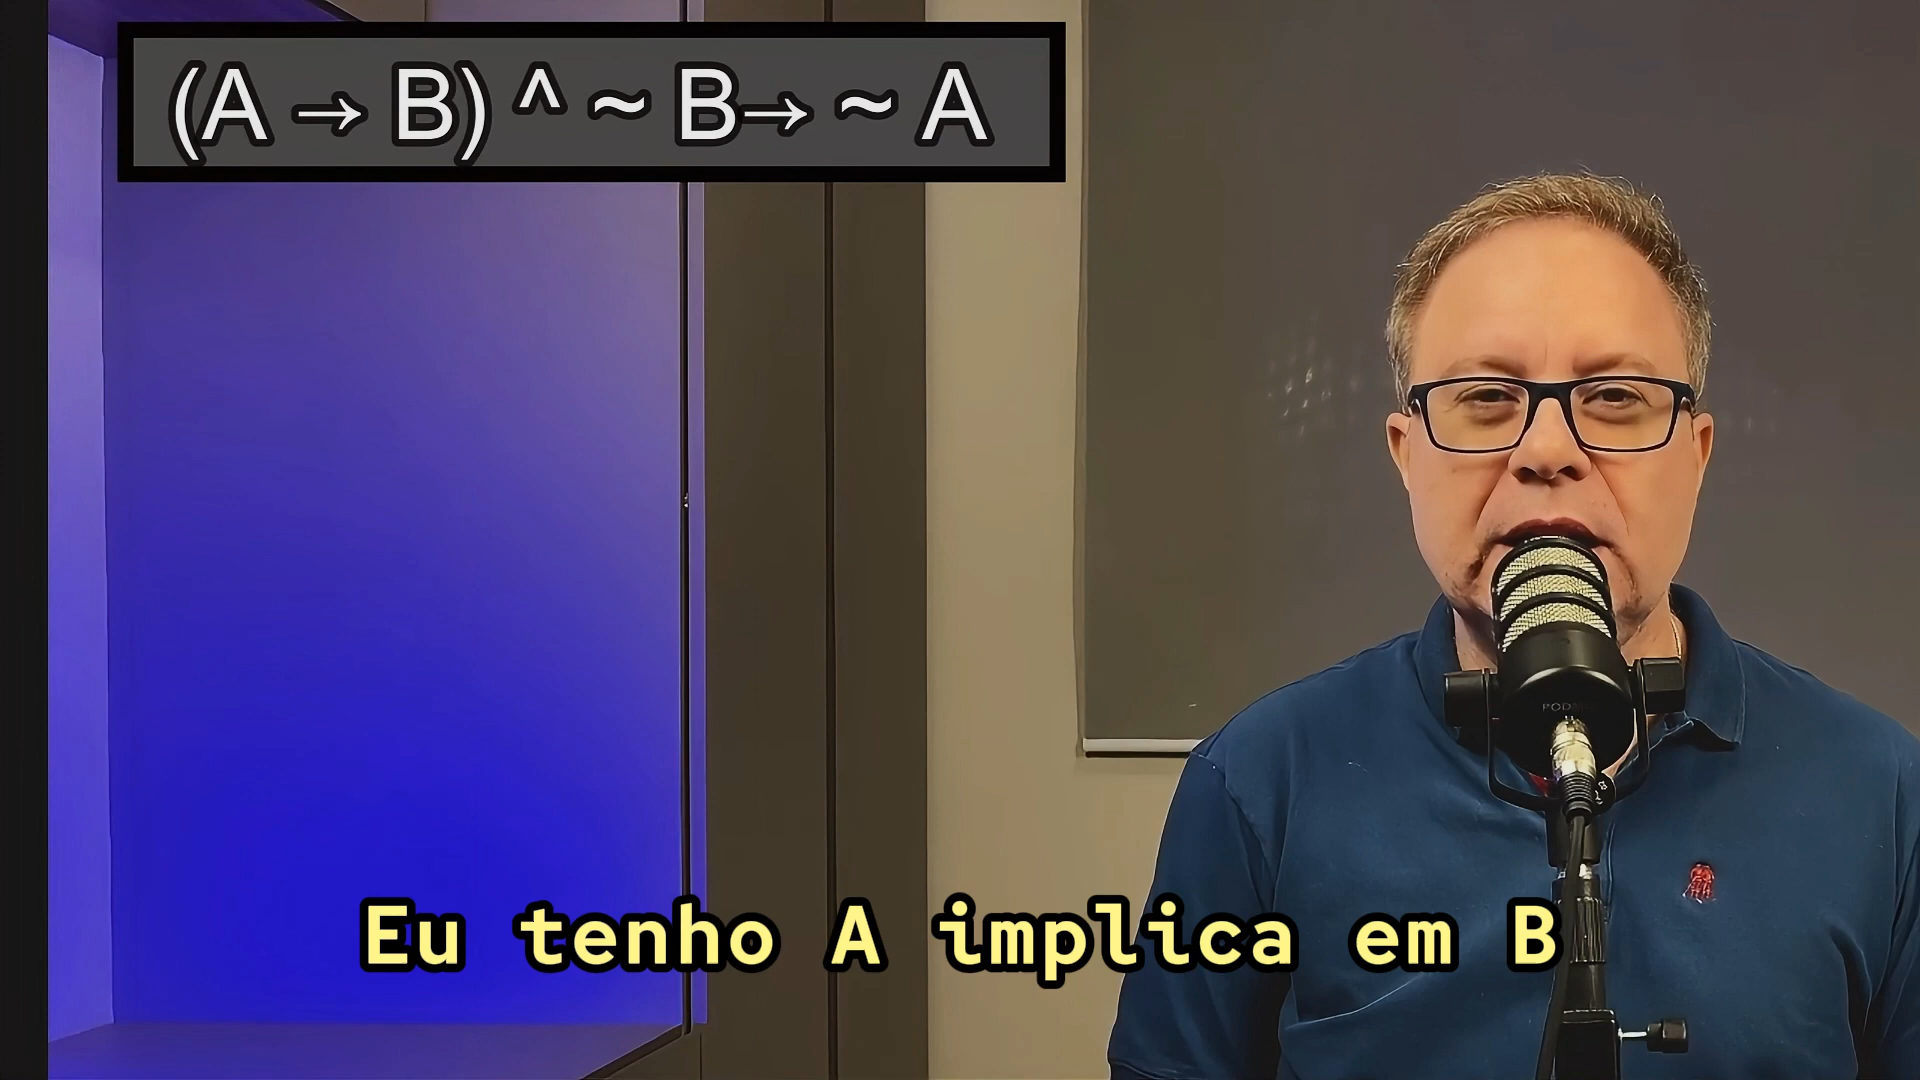 (A → B) ^ ~ B→ ~ A
Eu tenho A implica em B